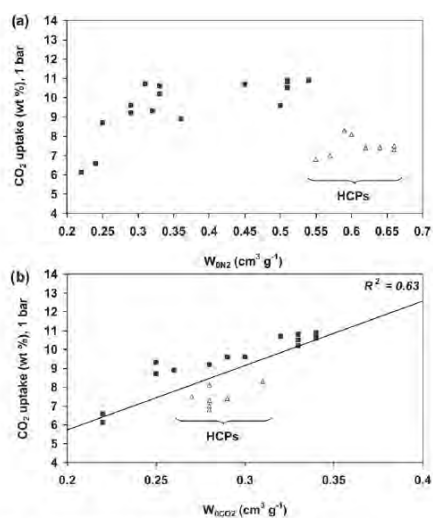 (a)
CO2 uptake (wt %), 1 bar
14
13
12
11
10
9
8
7
6
5
4
HCPs
0.2 0.25 0.3 0.35 0.4 0.45 0.5 0.55 0.6 0.65 0.7
W0N2 (cm3 g-1)
(b)
CO2 uptake (wt %), 1 bar
14
13
12
11
10
9
8
7
6
5
4
R2 = 0.63
HCPs
0.2 0.25 0.3 0.35 0.4
W0CO2 (cm3 g-1)